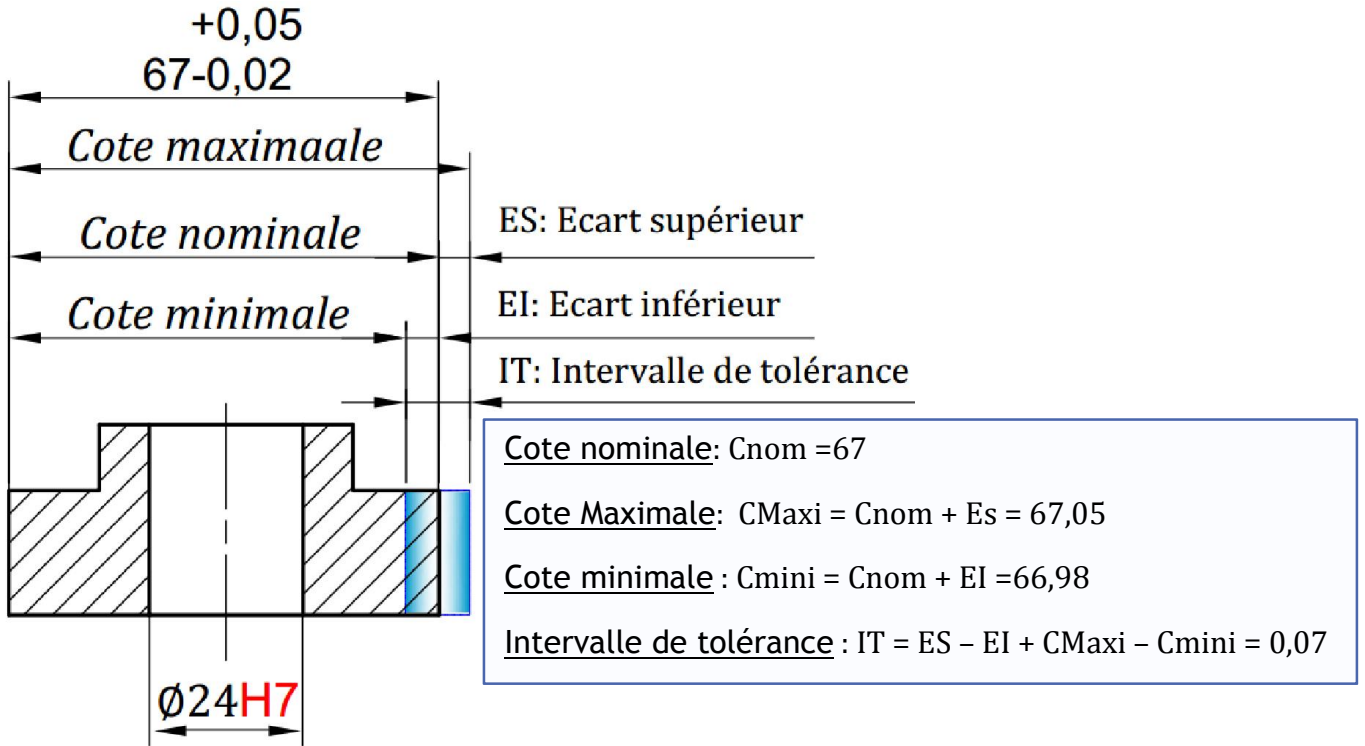 +0,05
67-0,02
Cote maximaale
Cote nominale
ES: Ecart supérieur
Cote minimale
EI: Ecart inférieur
IT: Intervalle de tolérance
Cote nominale: Cnom =67
Cote Maximale: CMaxi = Cnom + Es = 67,05
Cote minimale : Cmini = Cnom + EI =66,98
Intervalle de tolérance : IT = ES – EI + CMaxi – Cmini = 0,07
Ø24H7